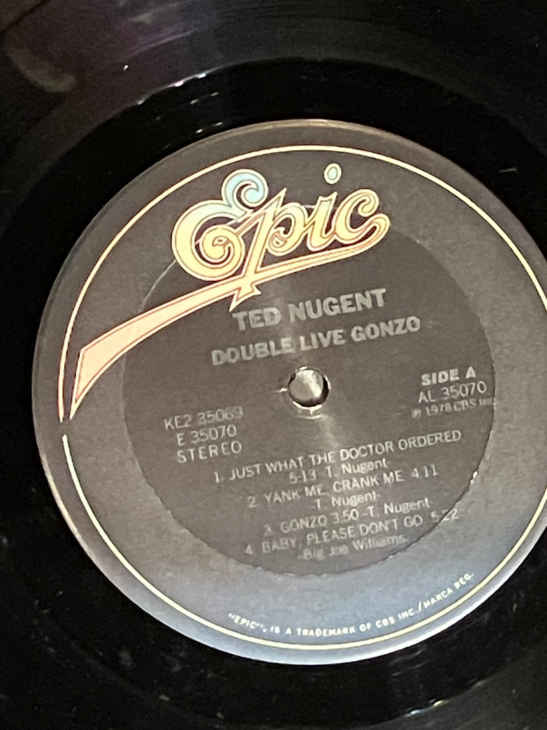 Epic
TED NUGENT
DOUBLE LIVE GONZO
SIDE A
AL 35070
℗ 1978 CBS Inc.
KE2 35069
E 35070
STEREO
1. JUST WHAT THE DOCTOR ORDERED
5:13 -T. Nugent-
2. YANK ME, CRANK ME 4:11
-T. Nugent-
3. GONZO 3:50 -T. Nugent-
4. BABY, PLEASE DON'T GO 5:22
-Big Joe Williams-
"EPIC", IS A TRADEMARK OF CBS INC./MARCA REG.